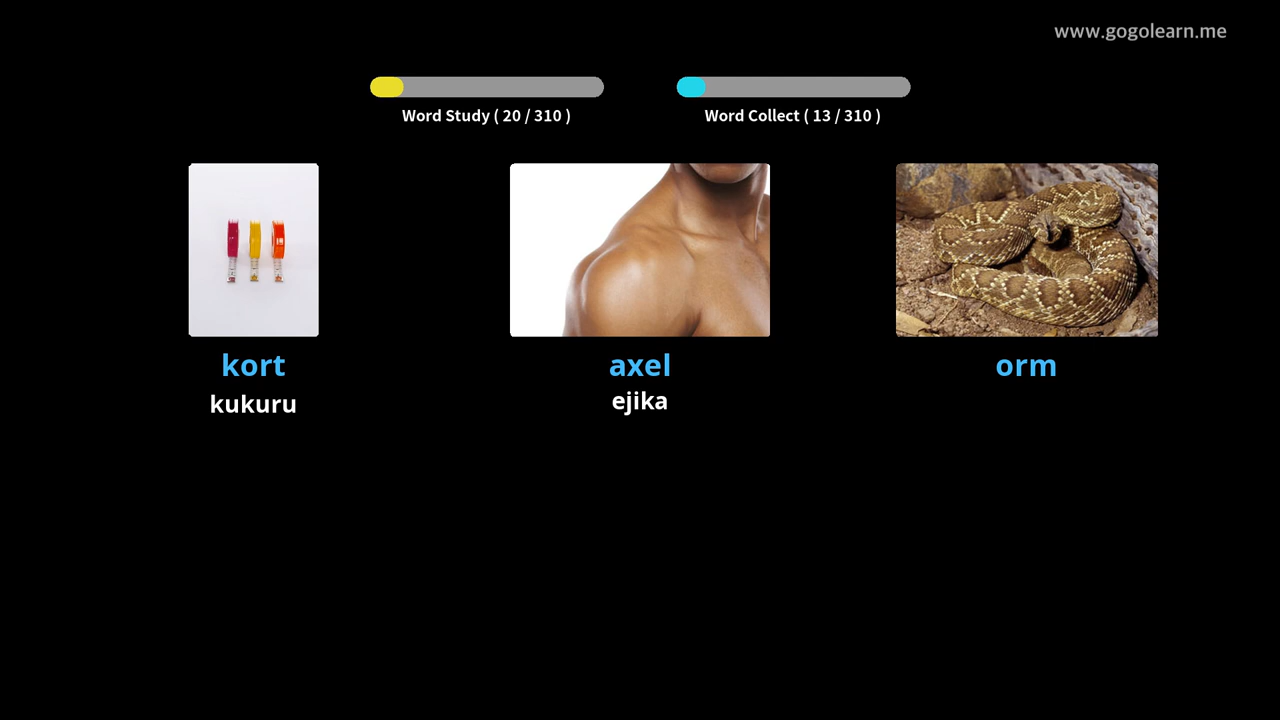 www.gogolearn.me
Word Study ( 20 / 310 )
Word Collect ( 13 / 310 )
kort
axel
orm
kukuru
ejika